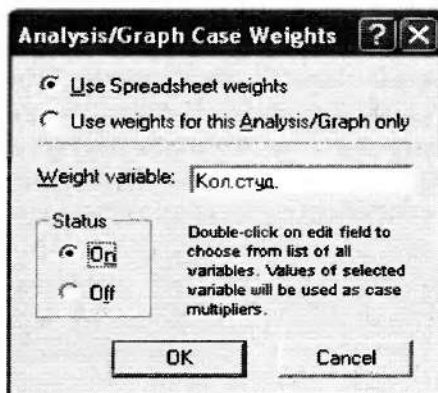 Analysis/Graph Case Weights
Use Spreadsheet weights
Use weights for this Analysis/Graph only
Weight variable: Кол.студ.
Status
On
Off
Double-click on edit field to
choose from list of all
variables. Values of selected
variable will be used as case
multipliers.
OK Cancel